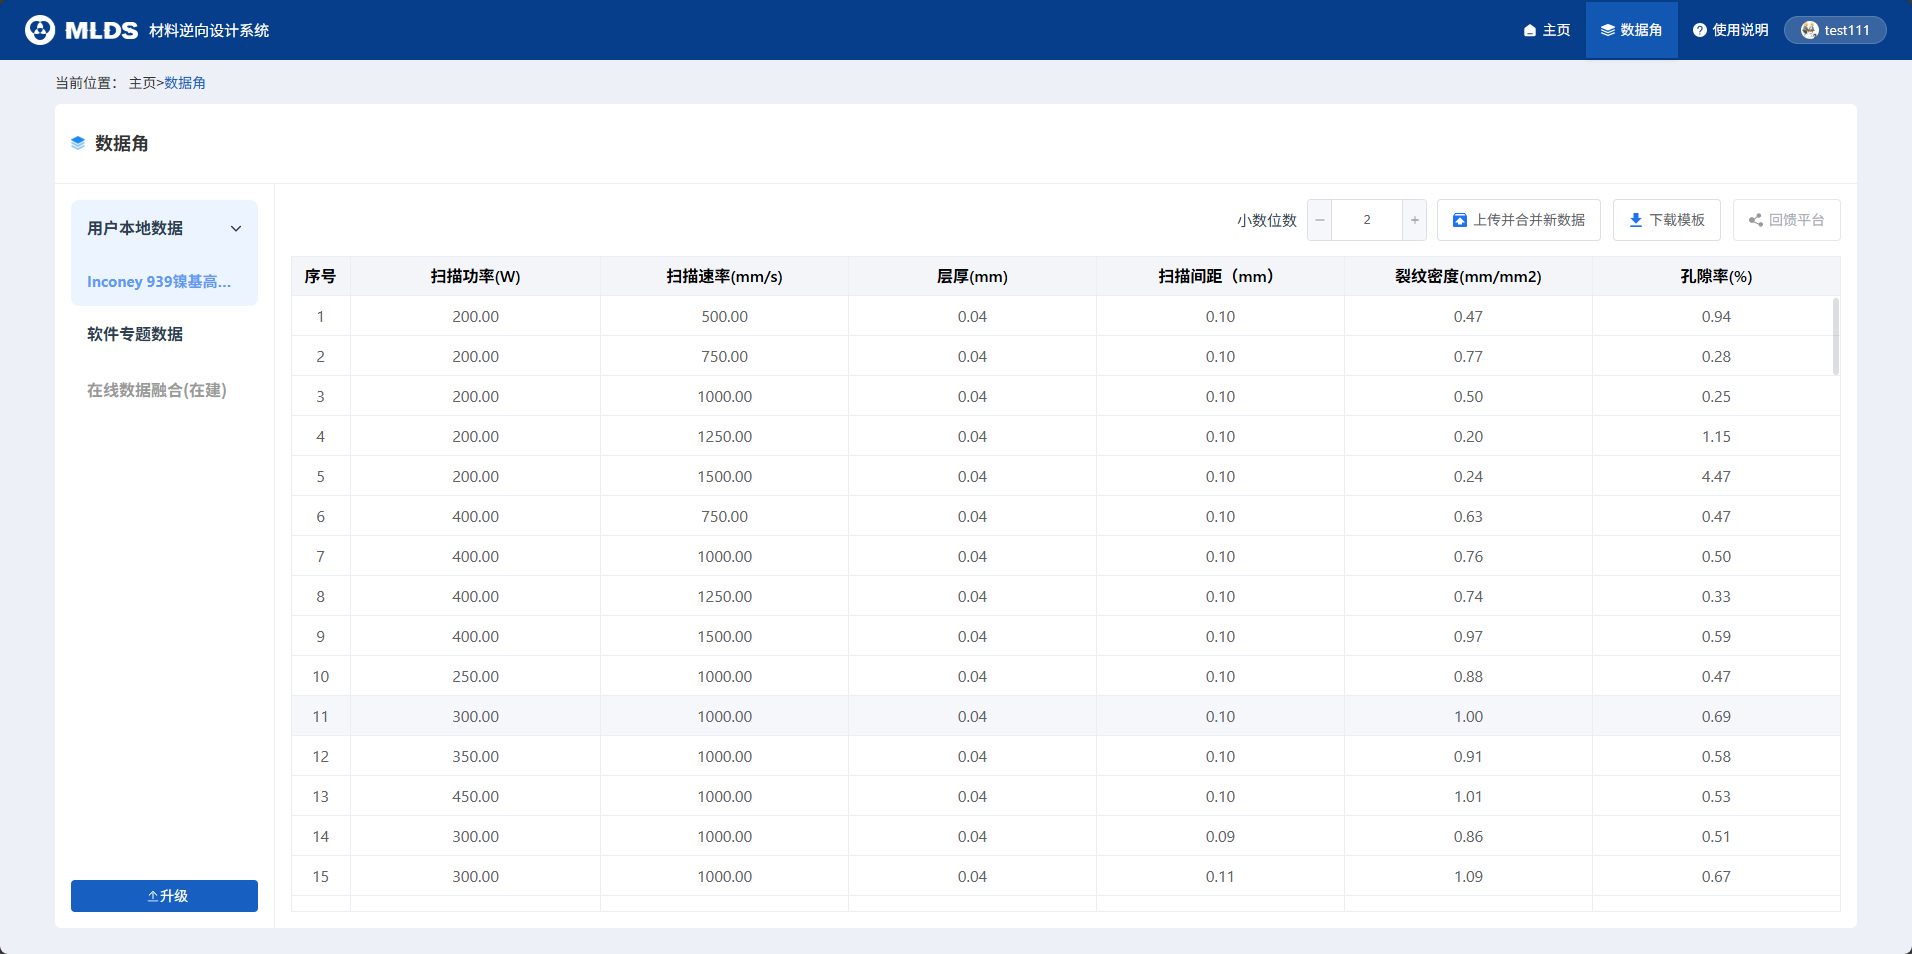 MLDS 材料逆向设计系统
主页 数据角 使用说明 test111
当前位置： 主页>数据角
数据角
用户本地数据
Inconey 939镍基高...
软件专题数据
在线数据融合(在建)
升级
小数位数 − 2 + 上传并合并新数据 下载模板 回馈平台
序号 扫描功率(W) 扫描速率(mm/s) 层厚(mm) 扫描间距（mm） 裂纹密度(mm/mm2) 孔隙率(%)
1 200.00 500.00 0.04 0.10 0.47 0.94
2 200.00 750.00 0.04 0.10 0.77 0.28
3 200.00 1000.00 0.04 0.10 0.50 0.25
4 200.00 1250.00 0.04 0.10 0.20 1.15
5 200.00 1500.00 0.04 0.10 0.24 4.47
6 400.00 750.00 0.04 0.10 0.63 0.47
7 400.00 1000.00 0.04 0.10 0.76 0.50
8 400.00 1250.00 0.04 0.10 0.74 0.33
9 400.00 1500.00 0.04 0.10 0.97 0.59
10 250.00 1000.00 0.04 0.10 0.88 0.47
11 300.00 1000.00 0.04 0.10 1.00 0.69
12 350.00 1000.00 0.04 0.10 0.91 0.58
13 450.00 1000.00 0.04 0.10 1.01 0.53
14 300.00 1000.00 0.04 0.09 0.86 0.51
15 300.00 1000.00 0.04 0.11 1.09 0.67